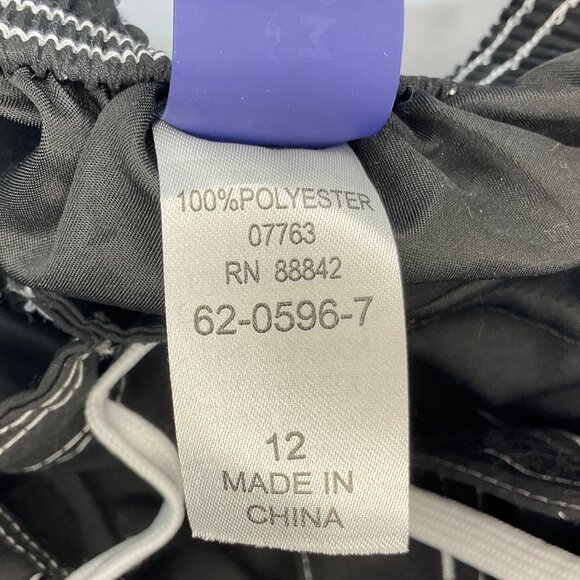 100%POLYESTER
07763
RN 88842
62-0596-7
12
MADE IN
CHINA